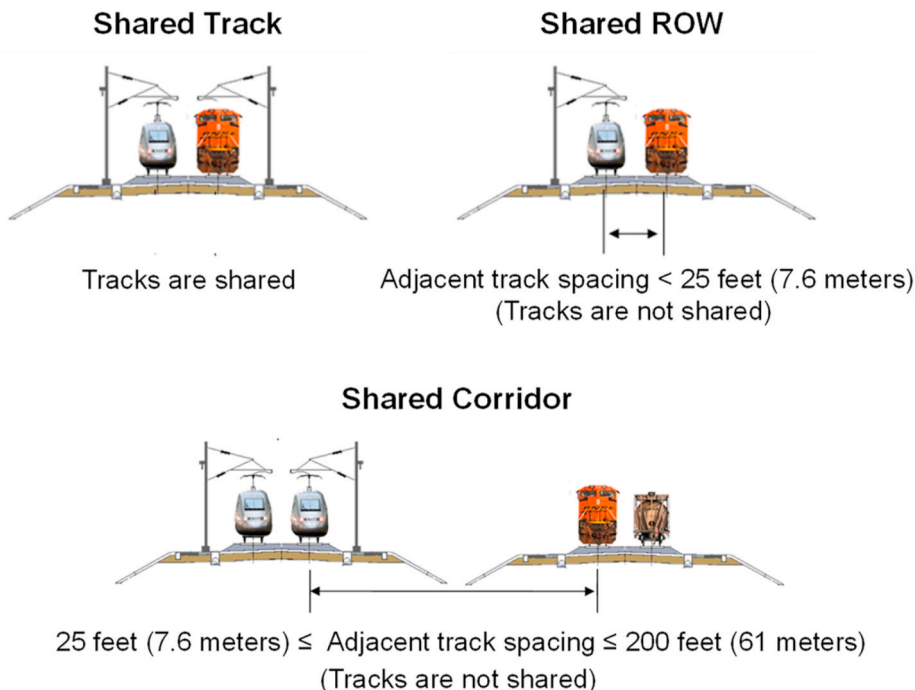 Shared Track
Shared ROW
Tracks are shared
Adjacent track spacing < 25 feet (7.6 meters)
(Tracks are not shared)
Shared Corridor
25 feet (7.6 meters) ≤ Adjacent track spacing ≤ 200 feet (61 meters)
(Tracks are not shared)